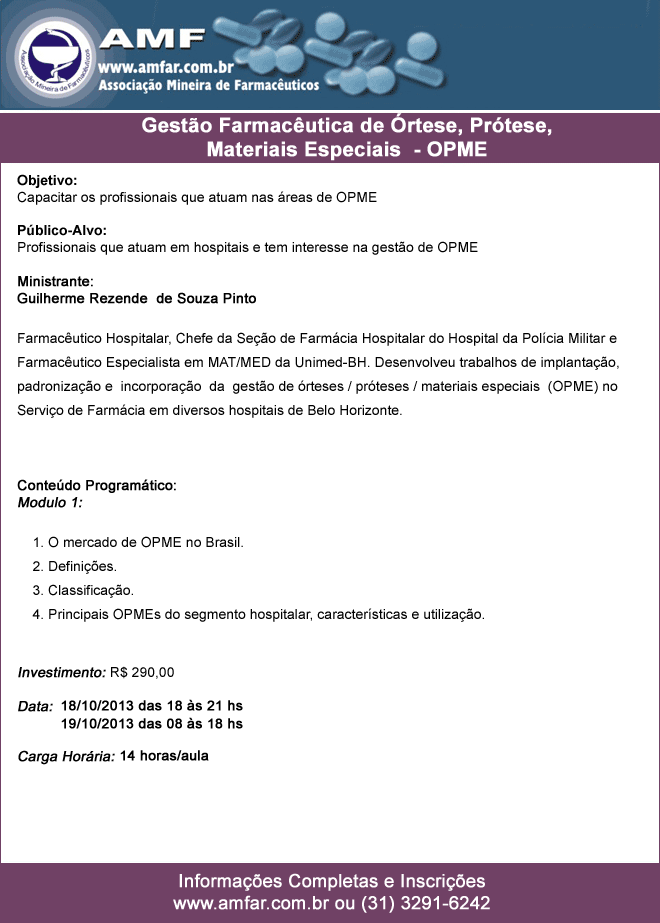 AMF
www.amfar.com.br
Associação Mineira de Farmacêuticos
Associação Mineira de Farmacêuticos
Gestão Farmacêutica de Órtese, Prótese,
Materiais Especiais - OPME
Objetivo:
Capacitar os profissionais que atuam nas áreas de OPME
Público-Alvo:
Profissionais que atuam em hospitais e tem interesse na gestão de OPME
Ministrante:
Guilherme Rezende de Souza Pinto
Farmacêutico Hospitalar, Chefe da Seção de Farmácia Hospitalar do Hospital da Polícia Militar e
Farmacêutico Especialista em MAT/MED da Unimed-BH. Desenvolveu trabalhos de implantação,
padronização e incorporação da gestão de órteses / próteses / materiais especiais (OPME) no
Serviço de Farmácia em diversos hospitais de Belo Horizonte.
Conteúdo Programático:
Modulo 1:
1. O mercado de OPME no Brasil.
2. Definições.
3. Classificação.
4. Principais OPMEs do segmento hospitalar, características e utilização.
Investimento: R$ 290,00
Data: 18/10/2013 das 18 às 21 hs
19/10/2013 das 08 às 18 hs
Carga Horária: 14 horas/aula
Informações Completas e Inscrições
www.amfar.com.br ou (31) 3291-6242